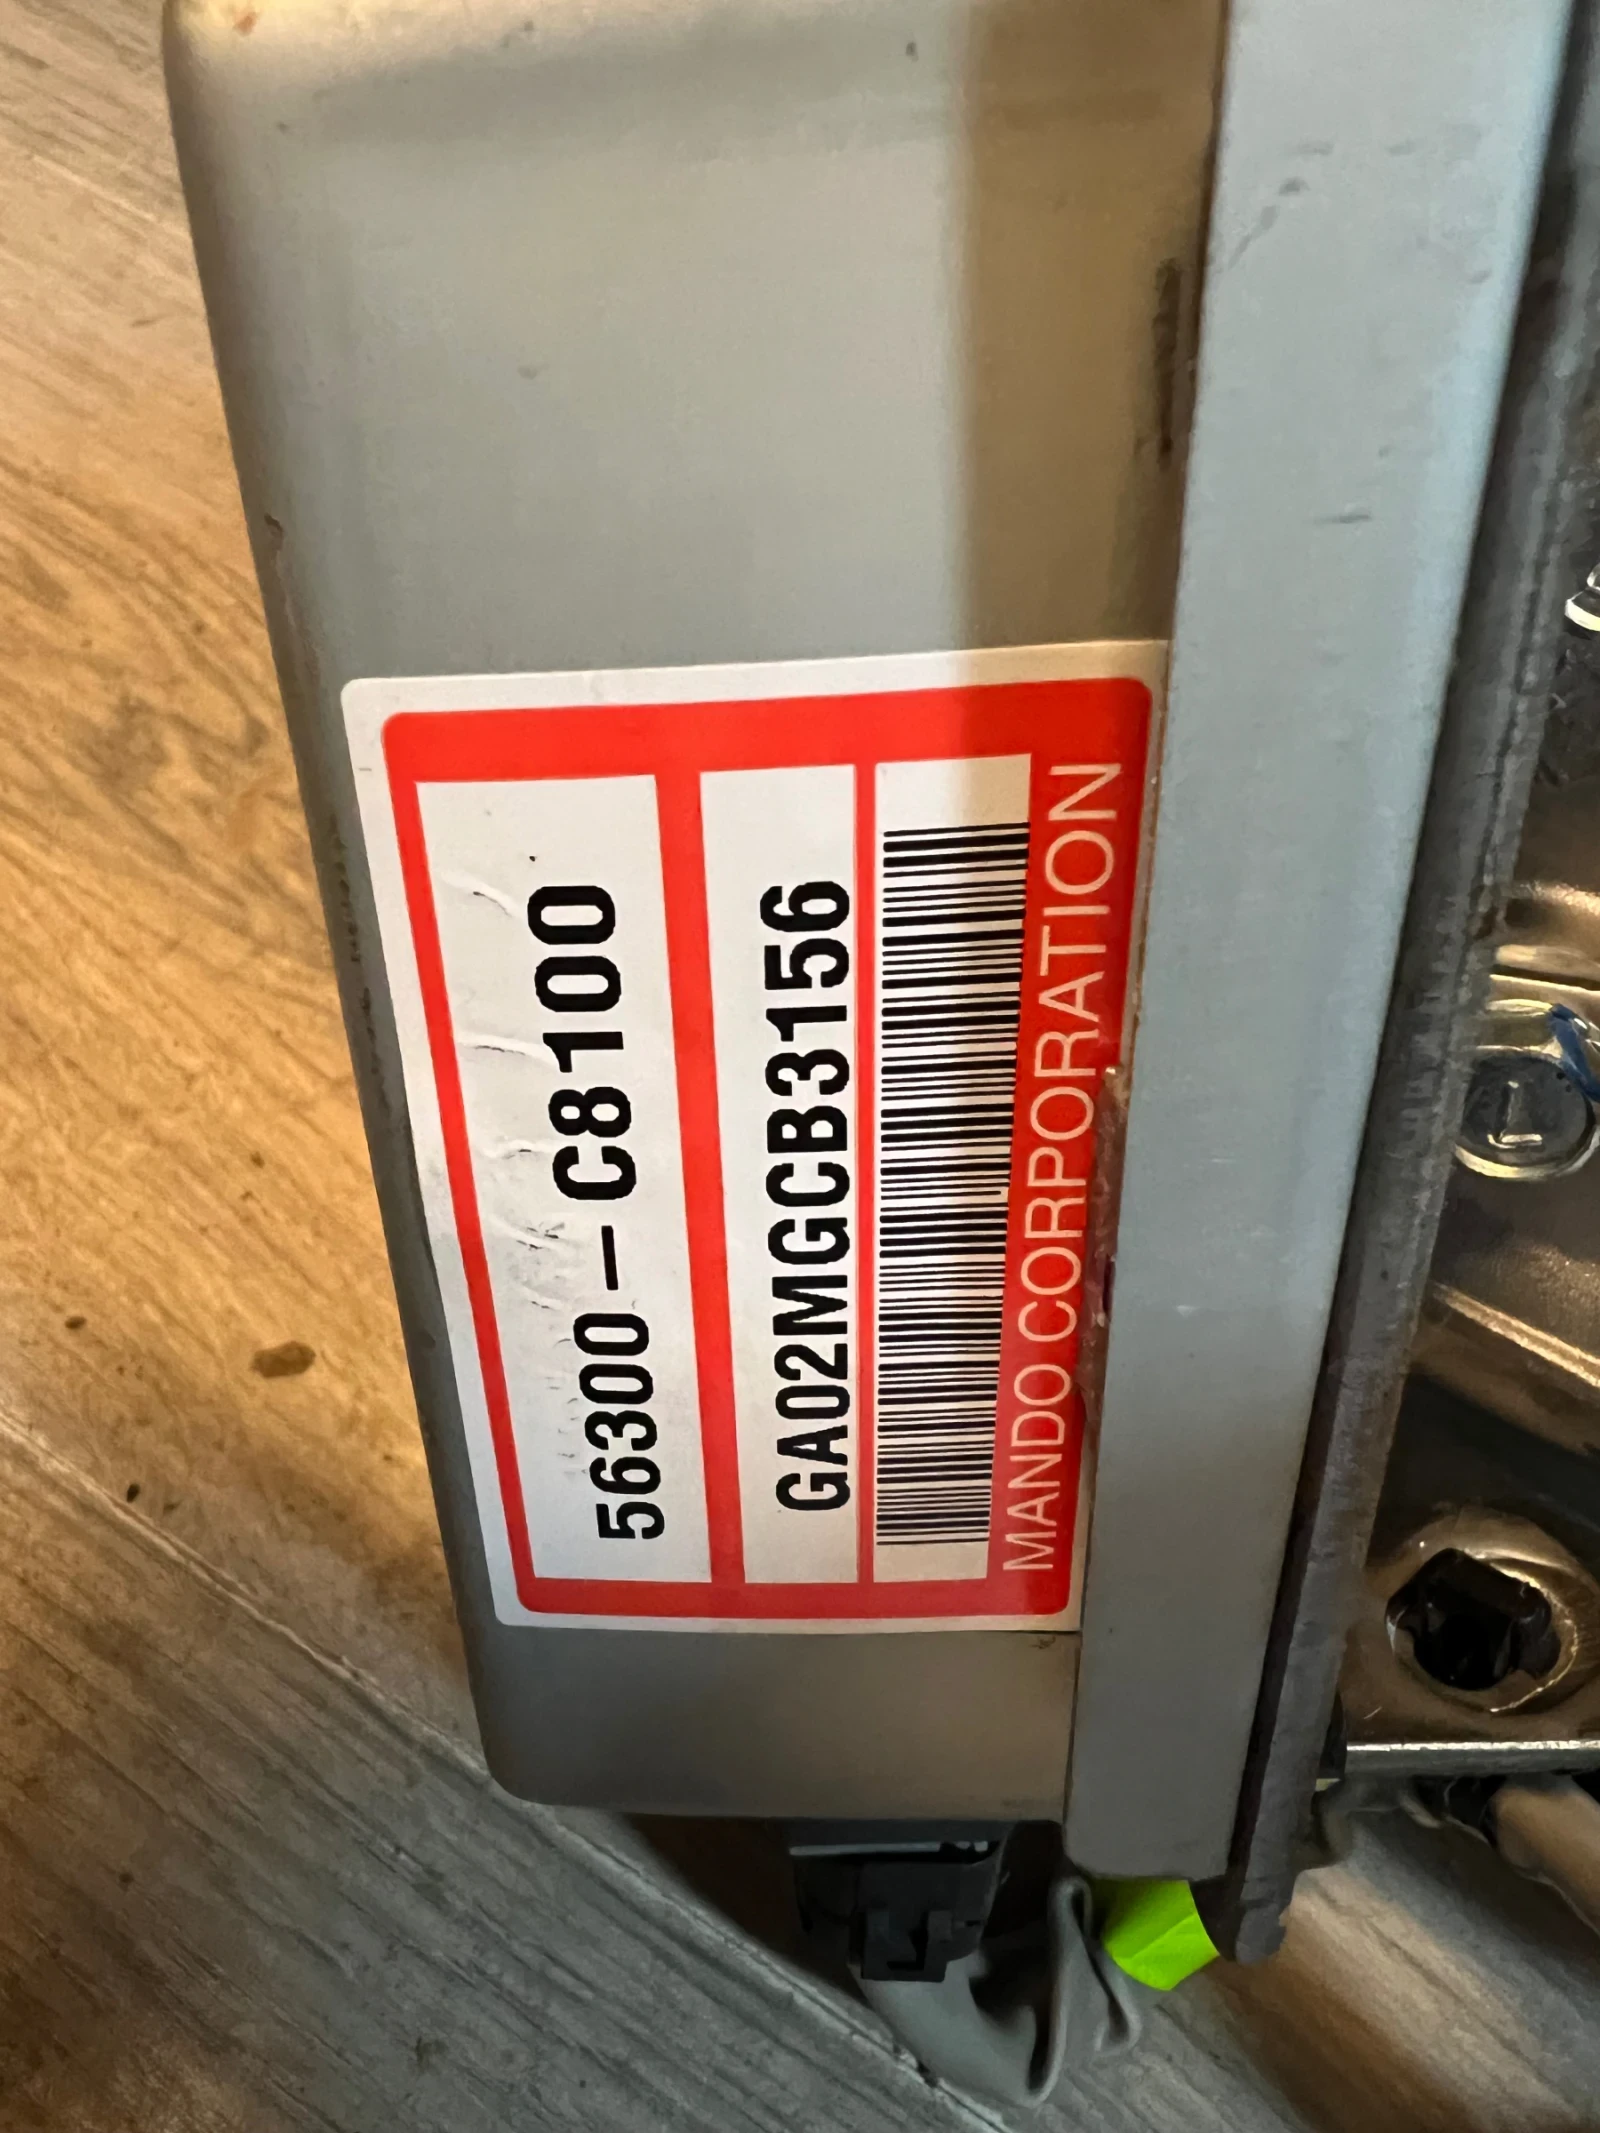 56300-C8100
GA02MGCB3156
MANDO CORPORATION